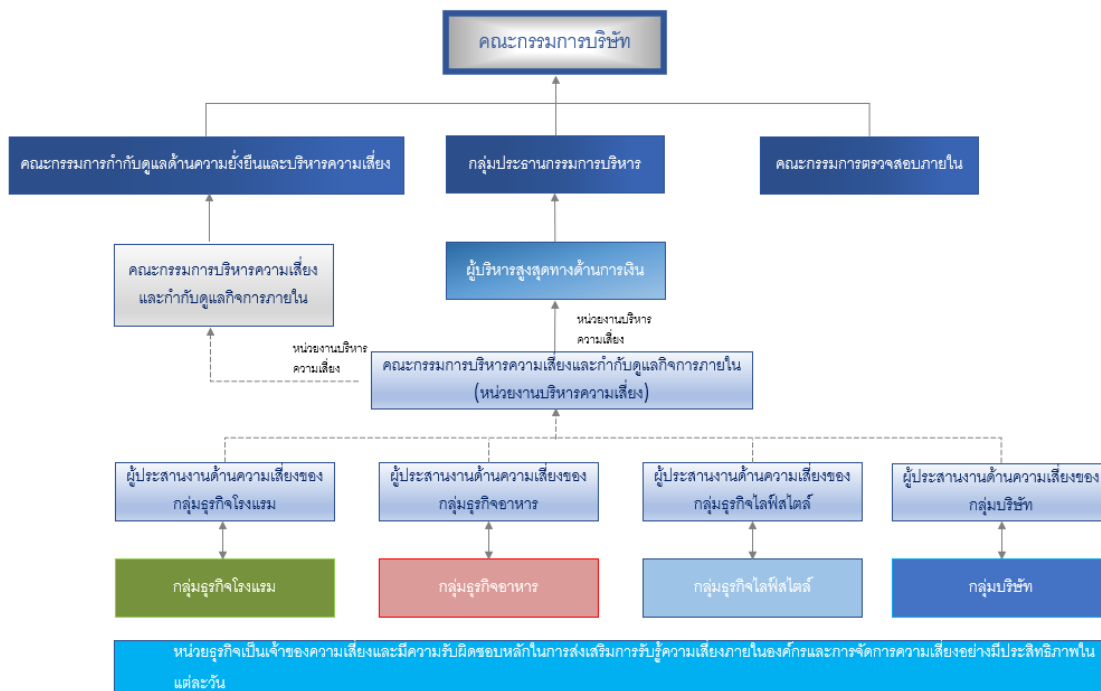 คณะกรรมการบริษัท
คณะกรรมการกำกับดูแลด้านความยั่งยืนและบริหารความเสี่ยง
กลุ่มประธานกรรมการบริหาร
คณะกรรมการตรวจสอบภายใน
คณะกรรมการบริหารความเสี่ยง
และกำกับดูแลกิจการภายใน
ผู้บริหารสูงสุดทางด้านการเงิน
หน่วยงานบริหาร
ความเสี่ยง
หน่วยงานบริหาร
ความเสี่ยง
คณะกรรมการบริหารความเสี่ยงและกำกับดูแลกิจการภายใน
(หน่วยงานบริหารความเสี่ยง)
ผู้ประสานงานด้านความเสี่ยงของ
กลุ่มธุรกิจโรงแรม
ผู้ประสานงานด้านความเสี่ยงของ
กลุ่มธุรกิจอาหาร
ผู้ประสานงานด้านความเสี่ยงของ
กลุ่มธุรกิจไลฟ์สไตล์
ผู้ประสานงานด้านความเสี่ยงของ
กลุ่มบริษัท
กลุ่มธุรกิจโรงแรม
กลุ่มธุรกิจอาหาร
กลุ่มธุรกิจไลฟ์สไตล์
กลุ่มบริษัท
หน่วยธุรกิจเป็นเจ้าของความเสี่ยงและมีความรับผิดชอบหลักในการส่งเสริมการรับรู้ความเสี่ยงภายในองค์กรและการจัดการความเสี่ยงอย่างมีประสิทธิภาพใน
แต่ละวัน